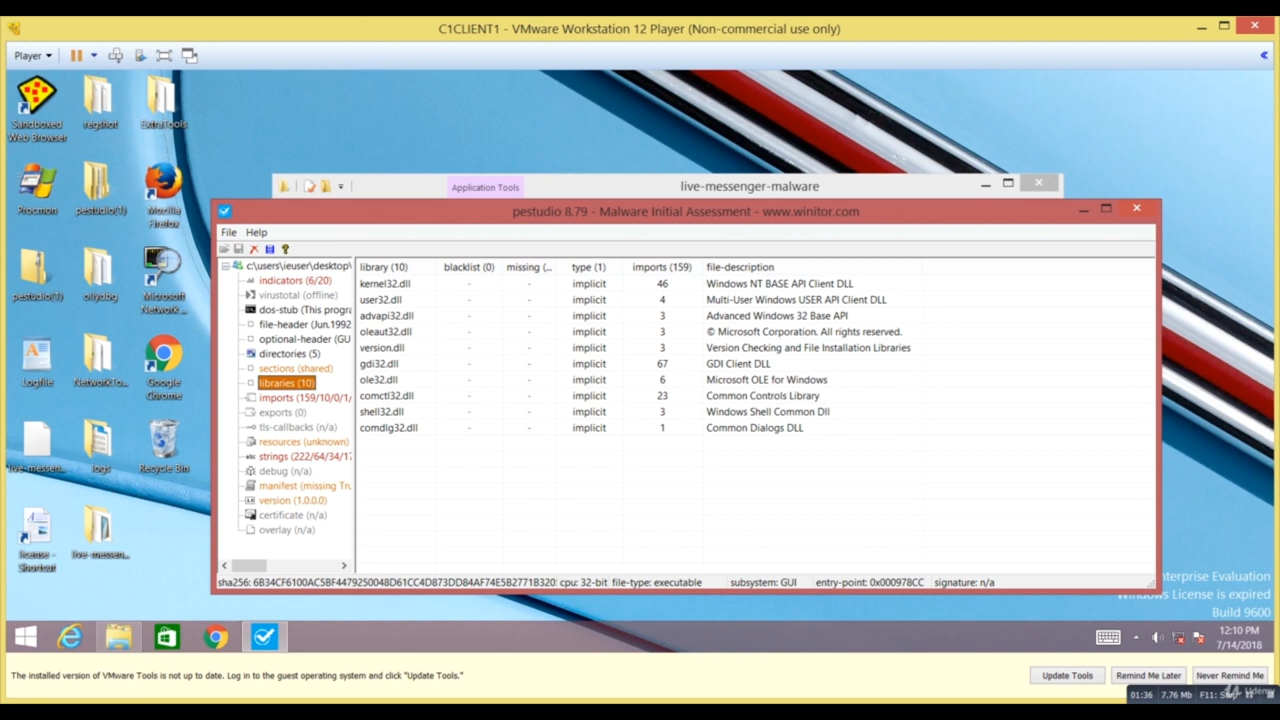 C1CLIENT1 - VMware Workstation 12 Player (Non-commercial use only)
Player
Sandboxed Web Browser
regshot
ExtraTools
Procmon
pestudio(1)
Mozilla Firefox
pestudio(1)
ollydbg
Microsoft Network...
Logfile
NetworkTo...
Google Chrome
live-messen...
logs
Recycle Bin
license - Shortcut
live-messen...
Application Tools
live-messenger-malware
pestudio 8.79 - Malware Initial Assessment - www.winitor.com
File Help
c:\users\ieuser\desktop\
indicators (6/20)
virustotal (offline)
dos-stub (This progra
file-header (Jun.1992
optional-header (GU
directories (5)
sections (shared)
libraries (10)
imports (159/10/0/1/
exports (0)
tls-callbacks (n/a)
resources (unknown)
strings (222/64/34/17
debug (n/a)
manifest (missing Tru
version (1.0.0.0)
certificate (n/a)
overlay (n/a)
library (10) blacklist (0) missing (... type (1) imports (159) file-description
kernel32.dll - - implicit 46 Windows NT BASE API Client DLL
user32.dll - - implicit 4 Multi-User Windows USER API Client DLL
advapi32.dll - - implicit 3 Advanced Windows 32 Base API
oleaut32.dll - - implicit 3 © Microsoft Corporation. All rights reserved.
version.dll - - implicit 3 Version Checking and File Installation Libraries
gdi32.dll - - implicit 67 GDI Client DLL
ole32.dll - - implicit 6 Microsoft OLE for Windows
comctl32.dll - - implicit 23 Common Controls Library
shell32.dll - - implicit 3 Windows Shell Common Dll
comdlg32.dll - - implicit 1 Common Dialogs DLL
sha256: 6B34CF6100AC5BF4479250048D61CC4D873DD84AF74E5B2771B320 cpu: 32-bit file-type: executable subsystem: GUI entry-point: 0x000978CC signature: n/a
nterprise Evaluation
Windows License is expired
Build 9600
12:10 PM
7/14/2018
The installed version of VMware Tools is not up to date. Log in to the guest operating system and click "Update Tools."
Update Tools Remind Me Later Never Remind Me
01:36 7.76 Mb F11: Stop
Udemy